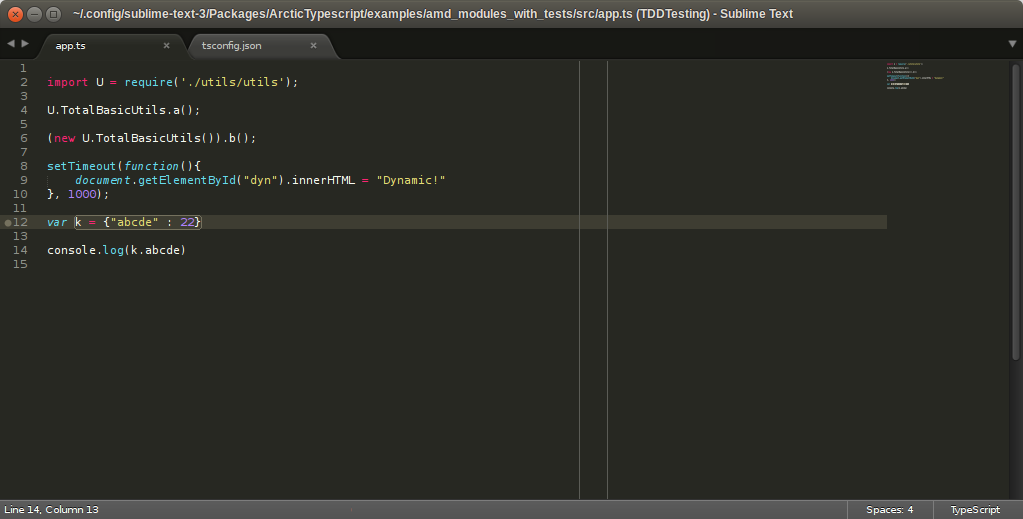 ~/.config/sublime-text-3/Packages/ArcticTypescript/examples/amd_modules_with_tests/src/app.ts (TDDTesting) - Sublime Text
app.ts × tsconfig.json ×
1
2 import U = require('./utils/utils');
3
4 U.TotalBasicUtils.a();
5
6 (new U.TotalBasicUtils()).b();
7
8 setTimeout(function(){
9     document.getElementById("dyn").innerHTML = "Dynamic!"
10 }, 1000);
11
12 var k = {"abcde" : 22}
13
14 console.log(k.abcde)
15
Line 14, Column 13 Spaces: 4 TypeScript